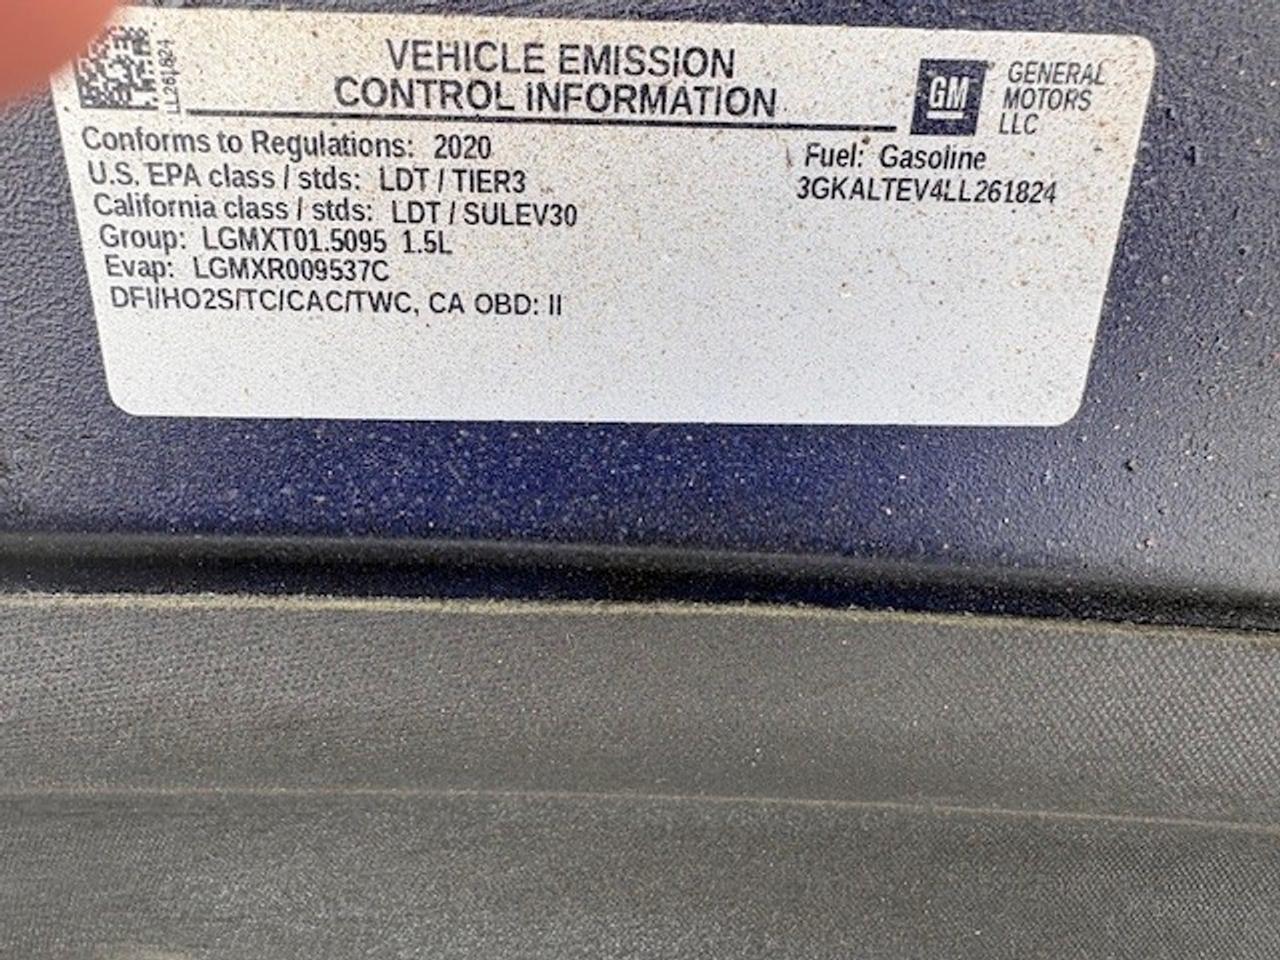 LL261824
VEHICLE EMISSION
CONTROL INFORMATION
GM
GENERAL
MOTORS
LLC
Conforms to Regulations: 2020
Fuel: Gasoline
U.S. EPA class / stds: LDT / TIER3
3GKALTEV4LL261824
California class / stds: LDT / SULEV30
Group: LGMXT01.5095 1.5L
Evap: LGMXR009537C
DFI/HO2S/TC/CAC/TWC, CA OBD: II